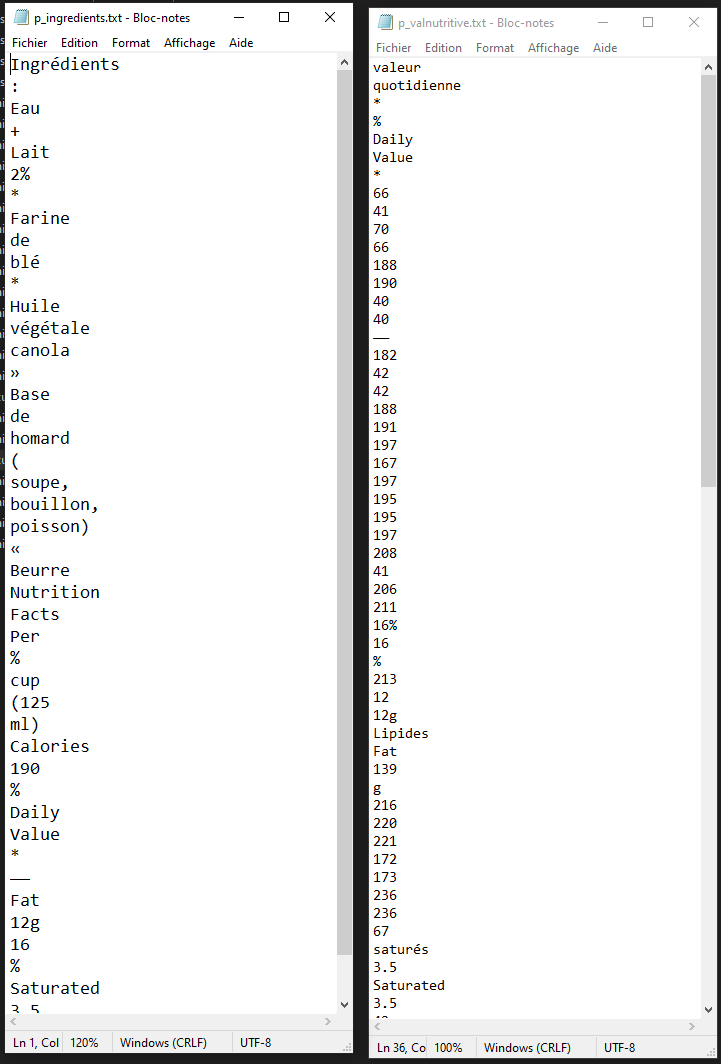 p_ingredients.txt - Bloc-notes
Fichier Edition Format Affichage Aide
Ingrédients
:
Eau
+
Lait
2%
*
Farine
de
blé
*
Huile
végétale
canola
»
Base
de
homard
(
soupe,
bouillon,
poisson)
«
Beurre
Nutrition
Facts
Per
%
cup
(125
ml)
Calories
190
%
Daily
Value
*
——
Fat
12g
16
%
Saturated
3.5
Ln 1, Col 120% Windows (CRLF) UTF-8
p_valnutritive.txt - Bloc-notes
Fichier Edition Format Affichage Aide
valeur
quotidienne
*
%
Daily
Value
*
66
41
70
66
188
190
40
40
——
182
42
42
188
191
197
167
197
195
195
197
208
41
206
211
16%
16
%
213
12
12g
Lipides
Fat
139
g
216
220
221
172
173
236
236
67
saturés
3.5
Saturated
3.5
Ln 36, Co 100% Windows (CRLF) UTF-8